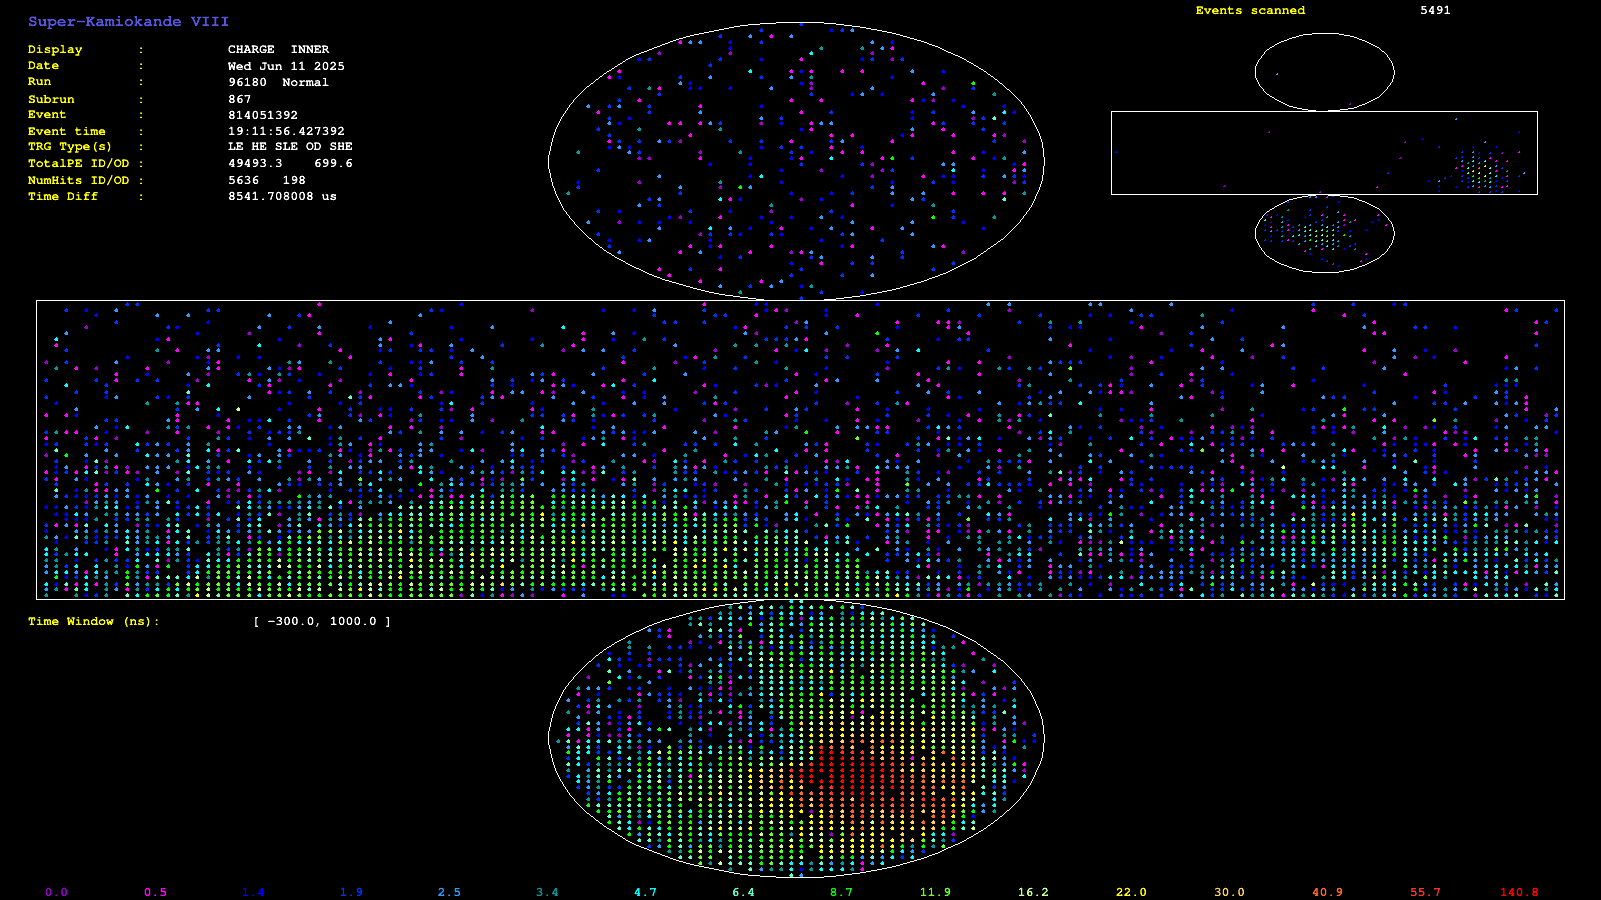 Super-Kamiokande VIII
Events scanned 5491
Display : CHARGE INNER
Date : Wed Jun 11 2025
Run : 96180 Normal
Subrun : 867
Event : 814051392
Event time : 19:11:56.427392
TRG Type(s) : LE HE SLE OD SHE
TotalPE ID/OD : 49493.3 699.6
NumHits ID/OD : 5636 198
Time Diff : 8541.708008 us
Time Window (ns): [ -300.0, 1000.0 ]
0.0 0.5 1.4 1.9 2.5 3.4 4.7 6.4 8.7 11.9 16.2 22.0 30.0 40.9 55.7 140.8